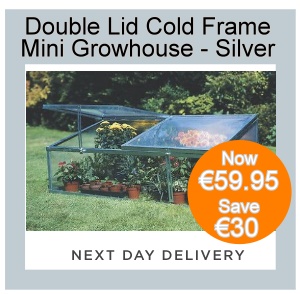 Double Lid Cold Frame
Mini Growhouse - Silver
Now
€59.95
Save
€30
NEXT DAY DELIVERY